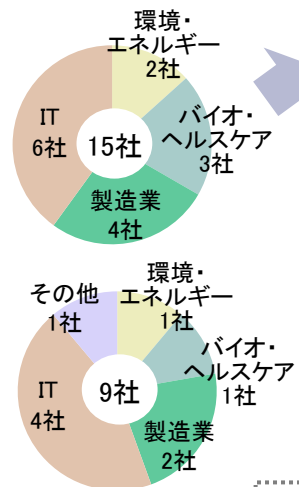 環境・
エネルギー
2社
バイオ・
ヘルスケア
3社
製造業
4社
IT
6社
15社
環境・
エネルギー
1社
バイオ・
ヘルスケア
1社
製造業
2社
IT
4社
その他
1社
9社